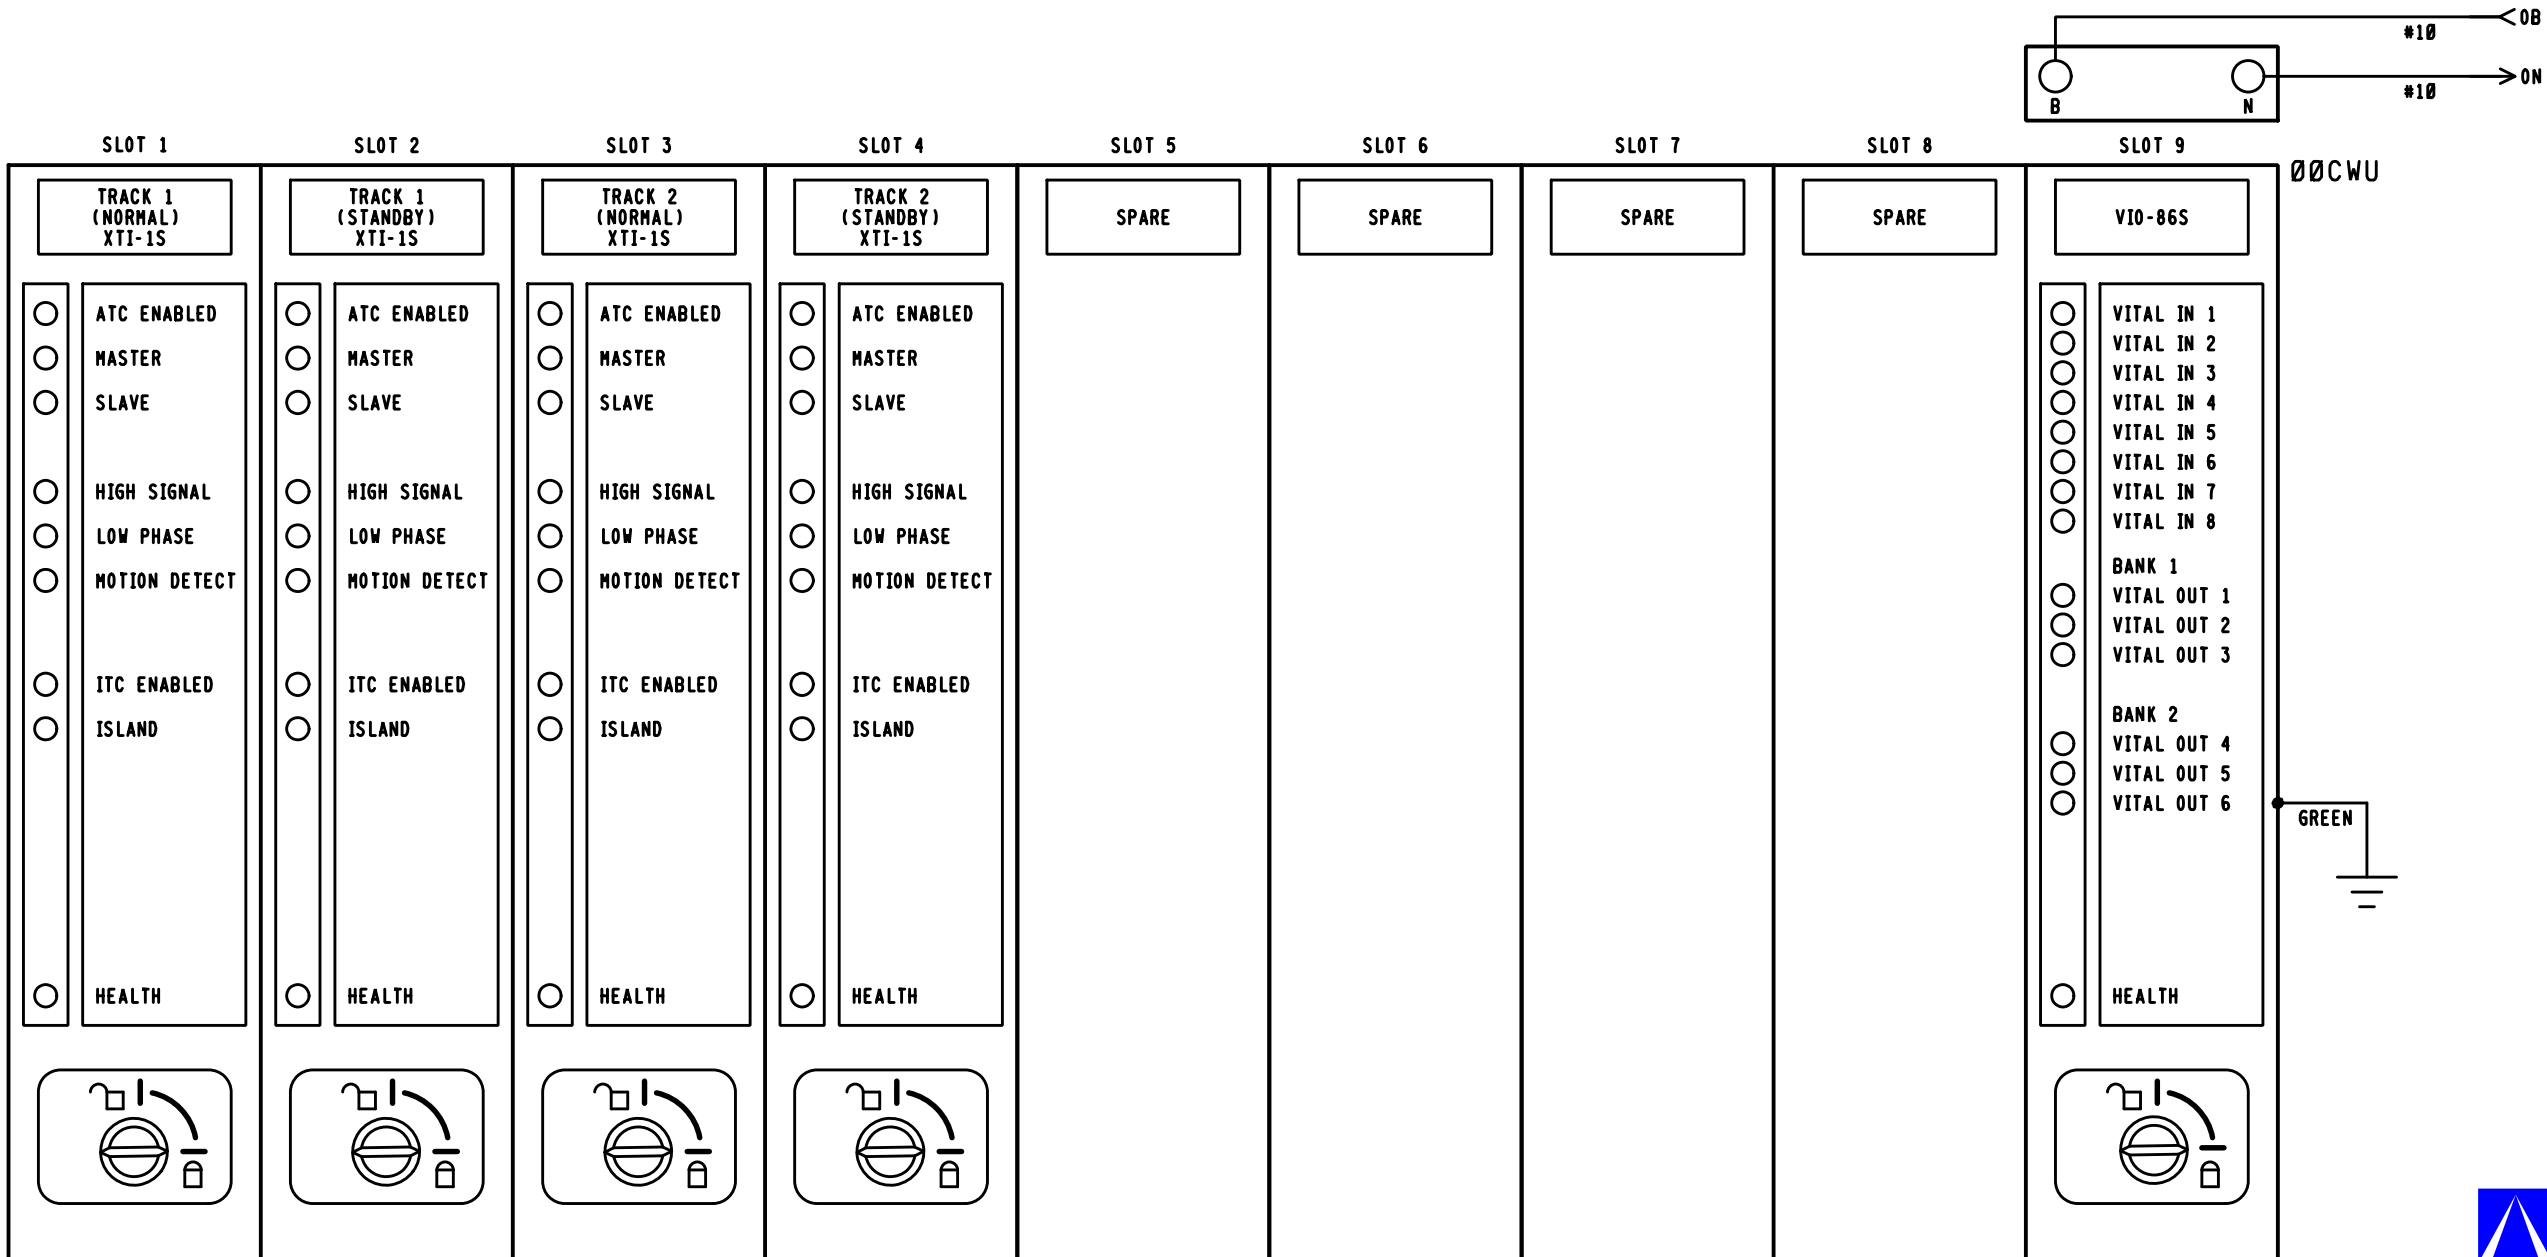 OB
#10
ON
#10
B N
SLOT 1
SLOT 2
SLOT 3
SLOT 4
SLOT 5
SLOT 6
SLOT 7
SLOT 8
SLOT 9
ØØCWU
TRACK 1
(NORMAL)
XTI-1S
ATC ENABLED
MASTER
SLAVE
HIGH SIGNAL
LOW PHASE
MOTION DETECT
ITC ENABLED
ISLAND
HEALTH
TRACK 1
(STANDBY)
XTI-1S
ATC ENABLED
MASTER
SLAVE
HIGH SIGNAL
LOW PHASE
MOTION DETECT
ITC ENABLED
ISLAND
HEALTH
TRACK 2
(NORMAL)
XTI-1S
ATC ENABLED
MASTER
SLAVE
HIGH SIGNAL
LOW PHASE
MOTION DETECT
ITC ENABLED
ISLAND
HEALTH
TRACK 2
(STANDBY)
XTI-1S
ATC ENABLED
MASTER
SLAVE
HIGH SIGNAL
LOW PHASE
MOTION DETECT
ITC ENABLED
ISLAND
HEALTH
SPARE
SPARE
SPARE
SPARE
VIO-86S
VITAL IN 1
VITAL IN 2
VITAL IN 3
VITAL IN 4
VITAL IN 5
VITAL IN 6
VITAL IN 7
VITAL IN 8
BANK 1
VITAL OUT 1
VITAL OUT 2
VITAL OUT 3
BANK 2
VITAL OUT 4
VITAL OUT 5
VITAL OUT 6
HEALTH
GREEN